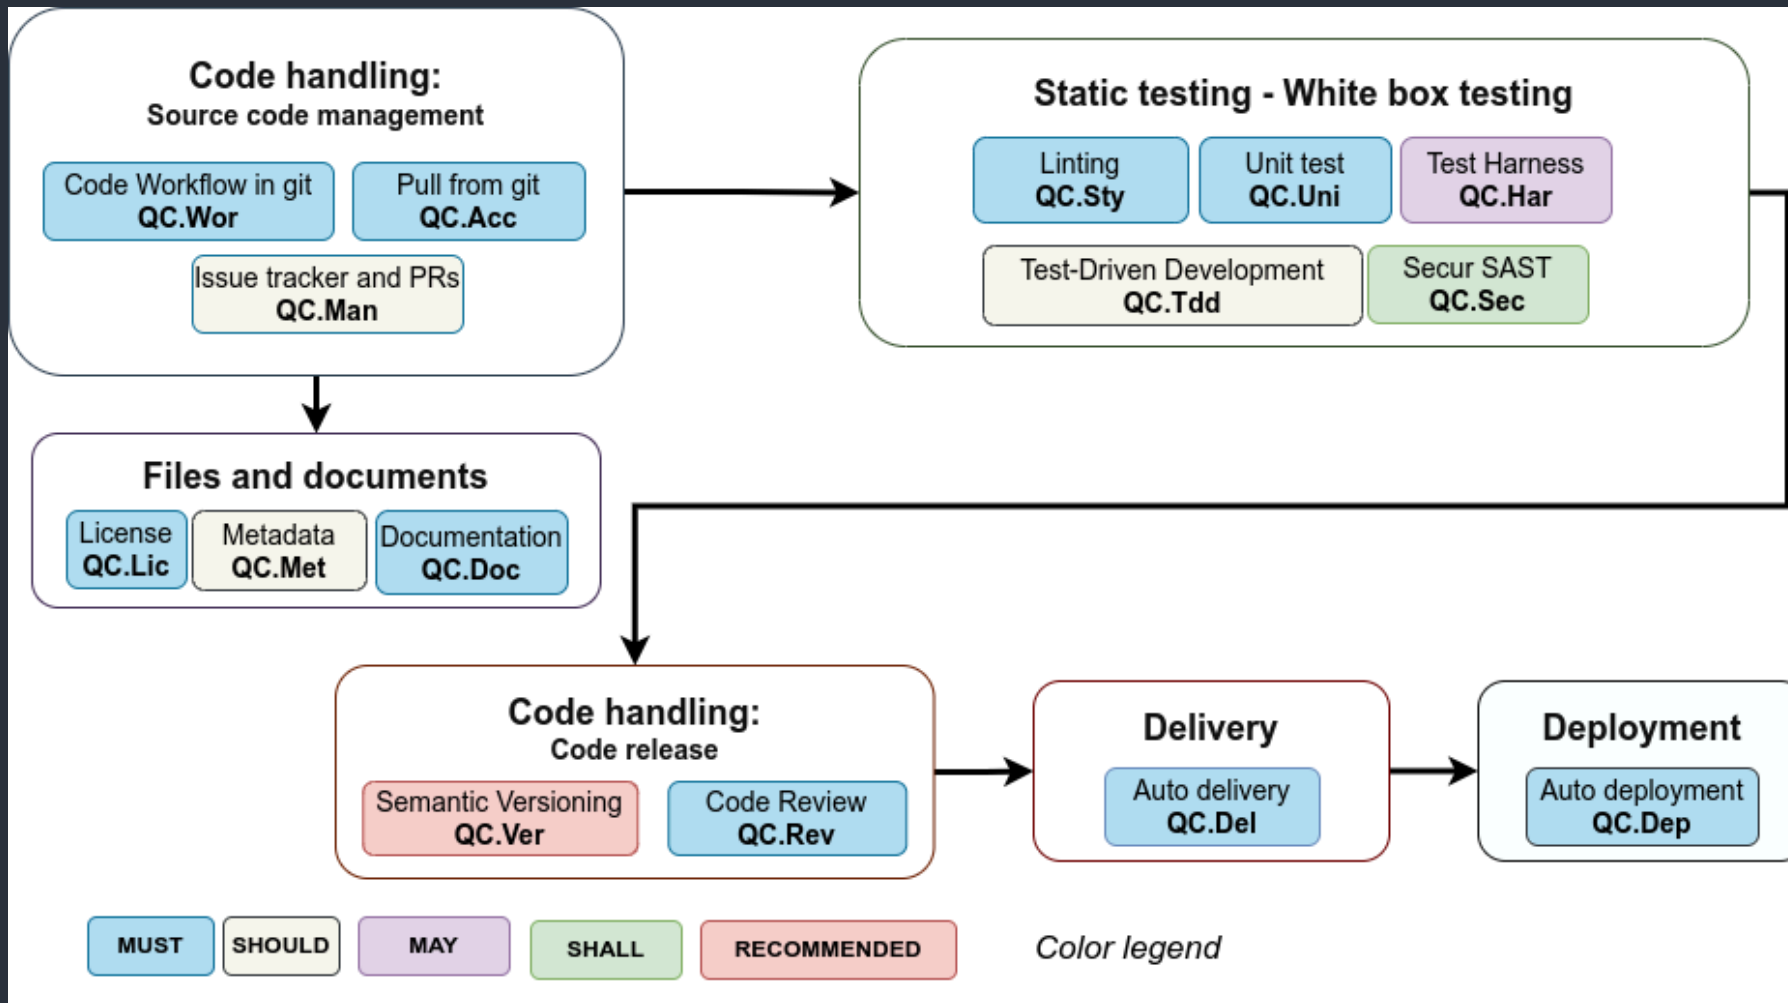 Code handling:
Source code management
Code Workflow in git
QC.Wor
Pull from git
QC.Acc
Issue tracker and PRs
QC.Man
Static testing - White box testing
Linting
QC.Sty
Unit test
QC.Uni
Test Harness
QC.Har
Test-Driven Development
QC.Tdd
Secur SAST
QC.Sec
Files and documents
License
QC.Lic
Metadata
QC.Met
Documentation
QC.Doc
Code handling:
Code release
Semantic Versioning
QC.Ver
Code Review
QC.Rev
Delivery
Auto delivery
QC.Del
Deployment
Auto deployment
QC.Dep
MUST
SHOULD
MAY
SHALL
RECOMMENDED
Color legend